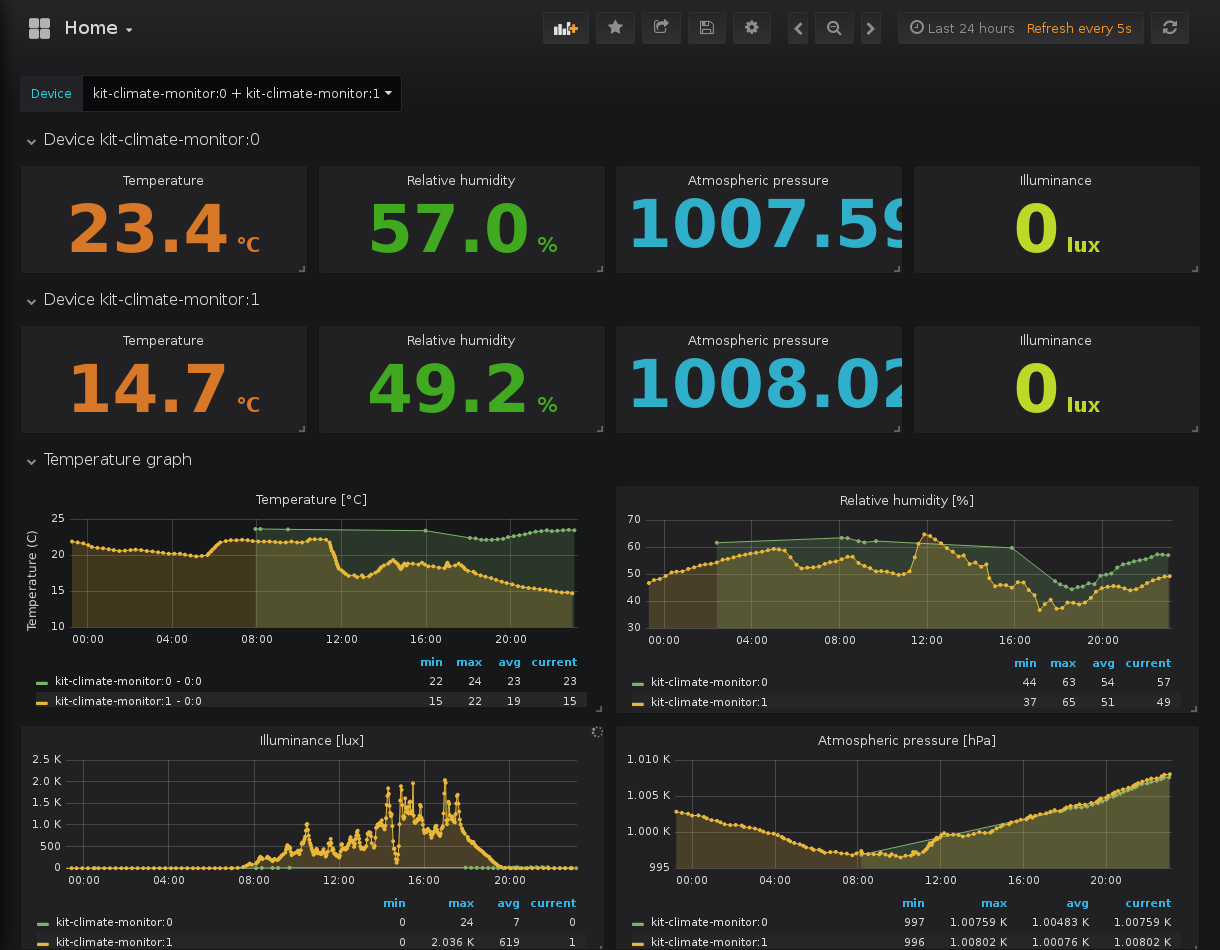 Home
Last 24 hours Refresh every 5s
Device kit-climate-monitor:0 + kit-climate-monitor:1
Device kit-climate-monitor:0
Temperature Relative humidity Atmospheric pressure Illuminance
23.4 °C 57.0 % 1007.59 0 lux
Device kit-climate-monitor:1
Temperature Relative humidity Atmospheric pressure Illuminance
14.7 °C 49.2 % 1008.02 0 lux
Temperature graph
Temperature [°C]
Temperature (C)
25
20
15
10
00:00 04:00 08:00 12:00 16:00 20:00
min max avg current
kit-climate-monitor:0 - 0:0 22 24 23 23
kit-climate-monitor:1 - 0:0 15 22 19 15
Relative humidity [%]
70
60
50
40
30
00:00 04:00 08:00 12:00 16:00 20:00
min max avg current
kit-climate-monitor:0 44 63 54 57
kit-climate-monitor:1 37 65 51 49
Illuminance [lux]
2.5 K
2.0 K
1.5 K
1.0 K
500
0
00:00 04:00 08:00 12:00 16:00 20:00
min max avg current
kit-climate-monitor:0 0 24 7 0
kit-climate-monitor:1 0 2.036 K 619 1
Atmospheric pressure [hPa]
1.010 K
1.005 K
1.000 K
995
00:00 04:00 08:00 12:00 16:00 20:00
min max avg current
kit-climate-monitor:0 997 1.00759 K 1.00483 K 1.00759 K
kit-climate-monitor:1 996 1.00802 K 1.00076 K 1.00802 K